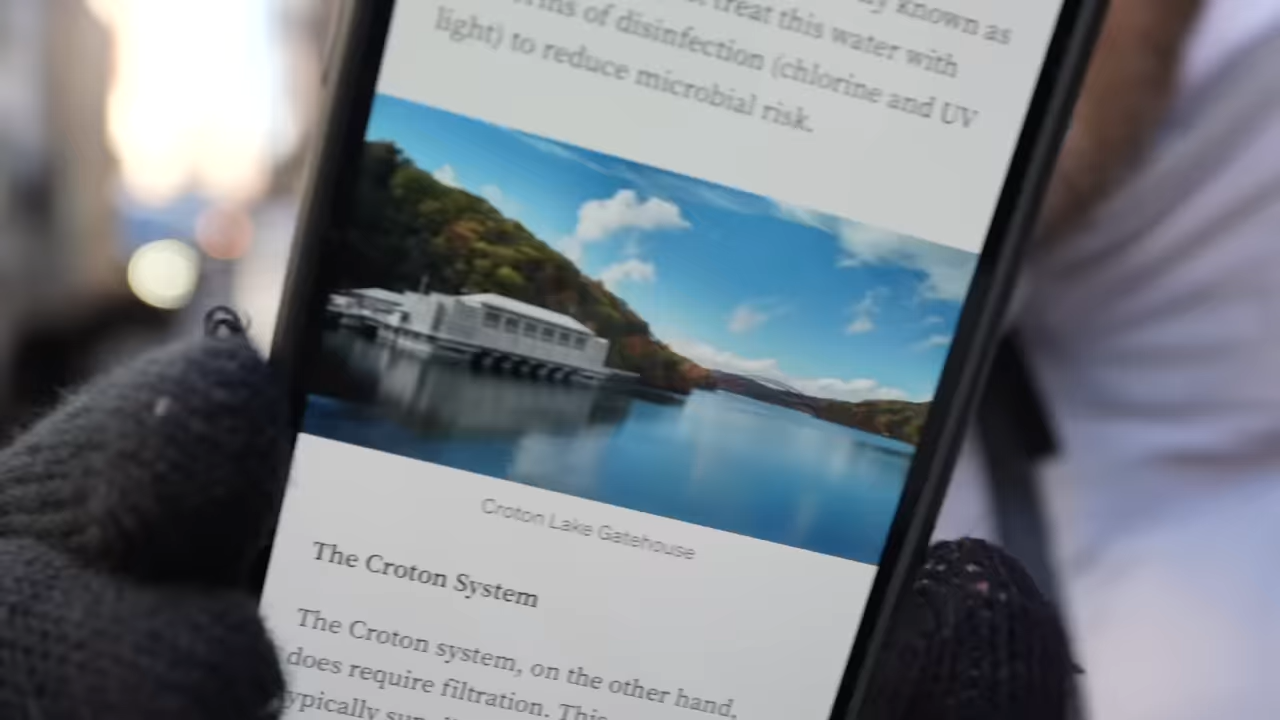 known as
treat this water with
of disinfection (chlorine and UV
light) to reduce microbial risk.
Croton Lake Gatehouse
The Croton System
The Croton system, on the other hand,
does require filtration. This